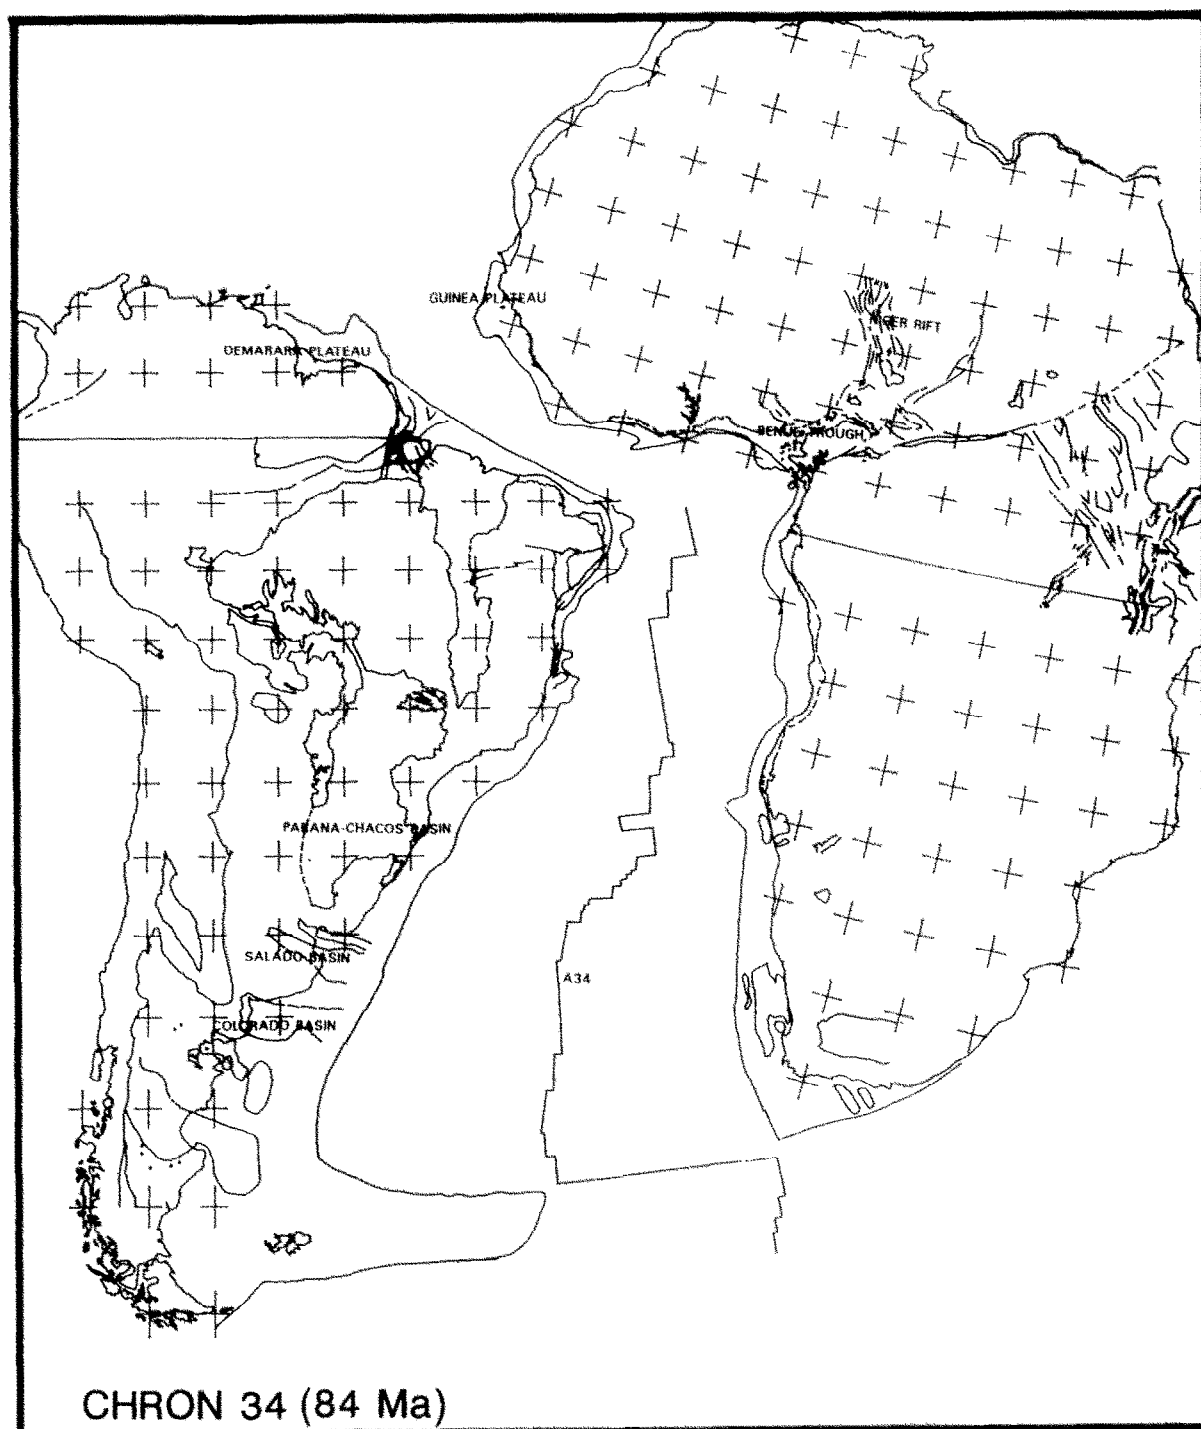 GUINEA PLATEAU
NIGER RIFT
DEMARARA PLATEAU
BENUE TROUGH
PARANA-CHACOS BASIN
SALADO BASIN
A34
COLORADO BASIN
CHRON 34 (84 Ma)